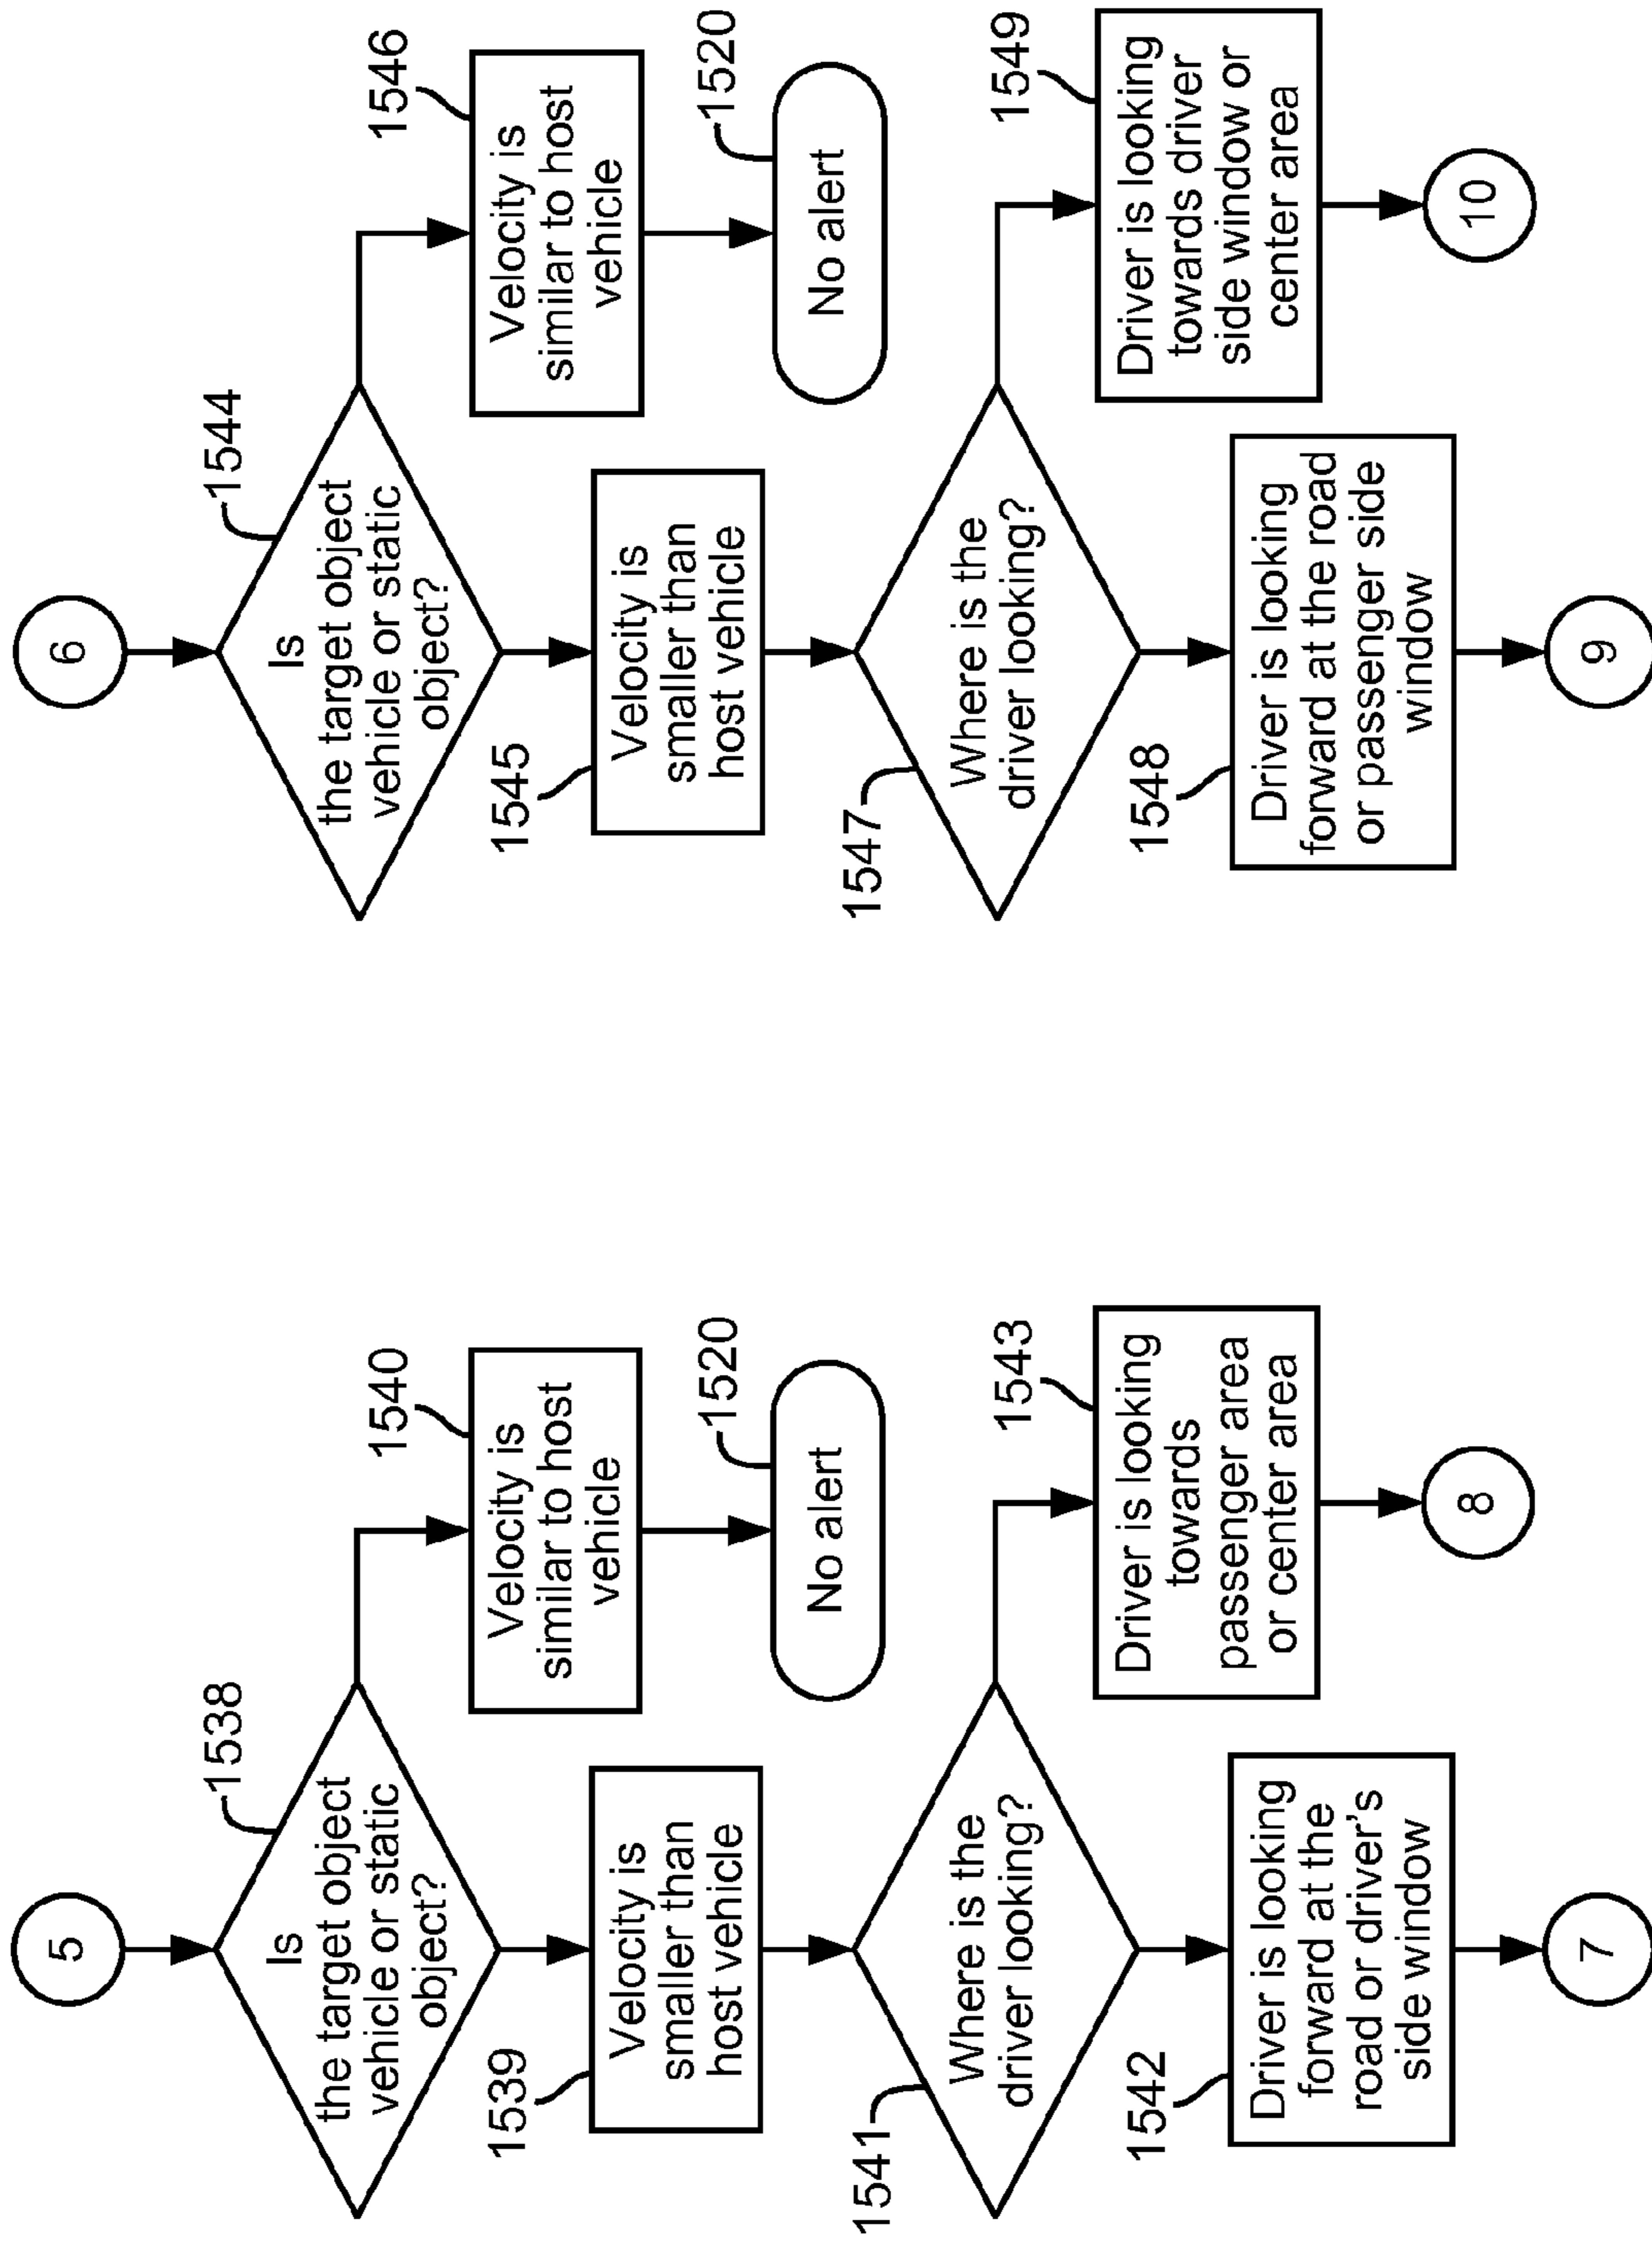 5
1538
Is
the target object
vehicle or static
object?
1539
Velocity is
smaller than
host vehicle
1540
Velocity is
similar to host
vehicle
1520
No alert
1541
Where is the
driver looking?
1542
Driver is looking
forward at the
road or driver's
side window
7
1543
Driver is looking
towards
passenger area
or center area
8
6
1544
Is
the target object
vehicle or static
object?
1545
Velocity is
smaller than
host vehicle
1546
Velocity is
similar to host
vehicle
1520
No alert
1547
Where is the
driver looking?
1548
Driver is looking
forward at the road
or passenger side
window
9
1549
Driver is looking
towards driver
side window or
center area
10